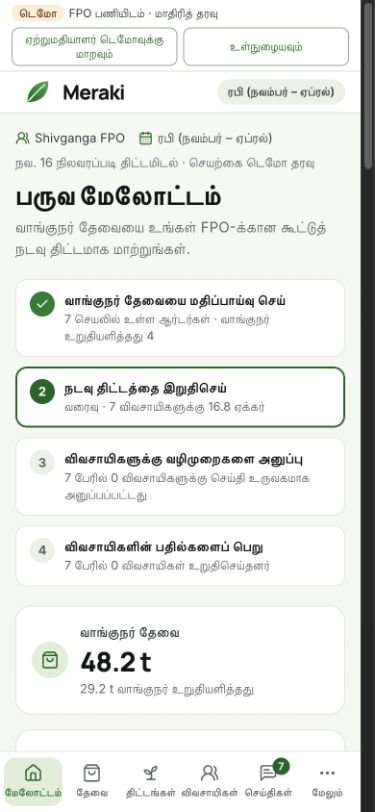 டெமோ FPO பணியிடம் · மாதிரித் தரவு
ஏற்றுமதியாளர் டெமோவுக்கு
மாறவும்
உள்நுழையவும்
Meraki
ரபி (நவம்பர் – ஏப்ரல்)
Shivganga FPO ரபி (நவம்பர் – ஏப்ரல்)
நவ. 16 நிலவரப்படி திட்டமிடல் · செயற்கை டெமோ தரவு
பருவ மேலோட்டம்
வாங்குநர் தேவையை உங்கள் FPO-க்கான கூட்டுத்
நடவு திட்டமாக மாற்றுங்கள்.
வாங்குநர் தேவையை மதிப்பாய்வு செய்
7 செயலில் உள்ள ஆர்டர்கள் · வாங்குநர்
உறுதியளித்தது 4
2 நடவு திட்டத்தை இறுதிசெய்
வரைவு · 7 விவசாயிகளுக்கு 16.8 ஏக்கர்
3 விவசாயிகளுக்கு வழிமுறைகளை அனுப்பு
7 பேரில் 0 விவசாயிகளுக்கு செய்தி உருவகமாக
அனுப்பப்பட்டது
4 விவசாயிகளின் பதில்களைப் பெறு
7 பேரில் 0 விவசாயிகள் உறுதிசெய்தனர்
வாங்குநர் தேவை
48.2 t
29.2 t வாங்குநர் உறுதியளித்தது
7
மேலோட்டம் தேவை திட்டங்கள் விவசாயிகள் செய்திகள் மேலும்